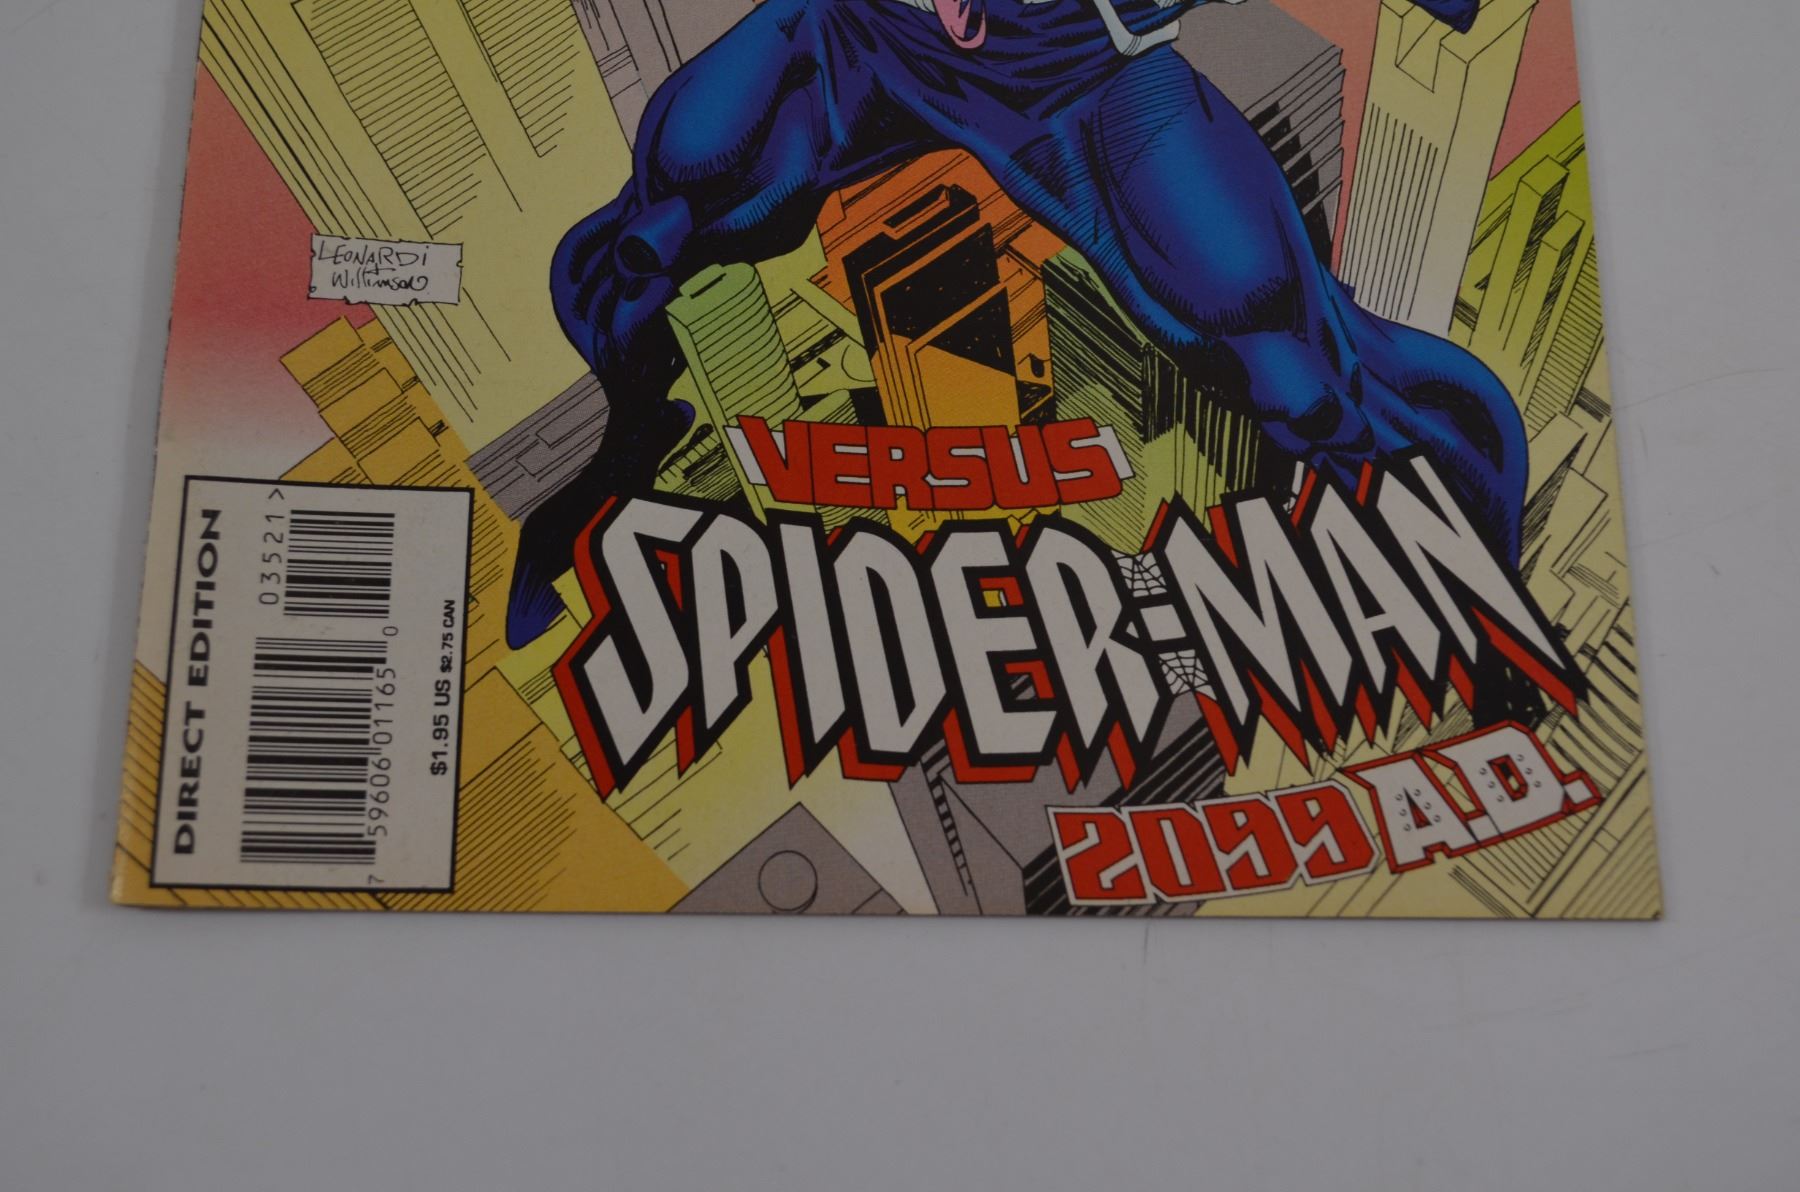 LEONARDI
Williamson
VERSUS
SPIDER-MAN
2099 A.D.
DIRECT EDITION
03521>
7 59606 01165 0
$1.95 US $2.75 CAN